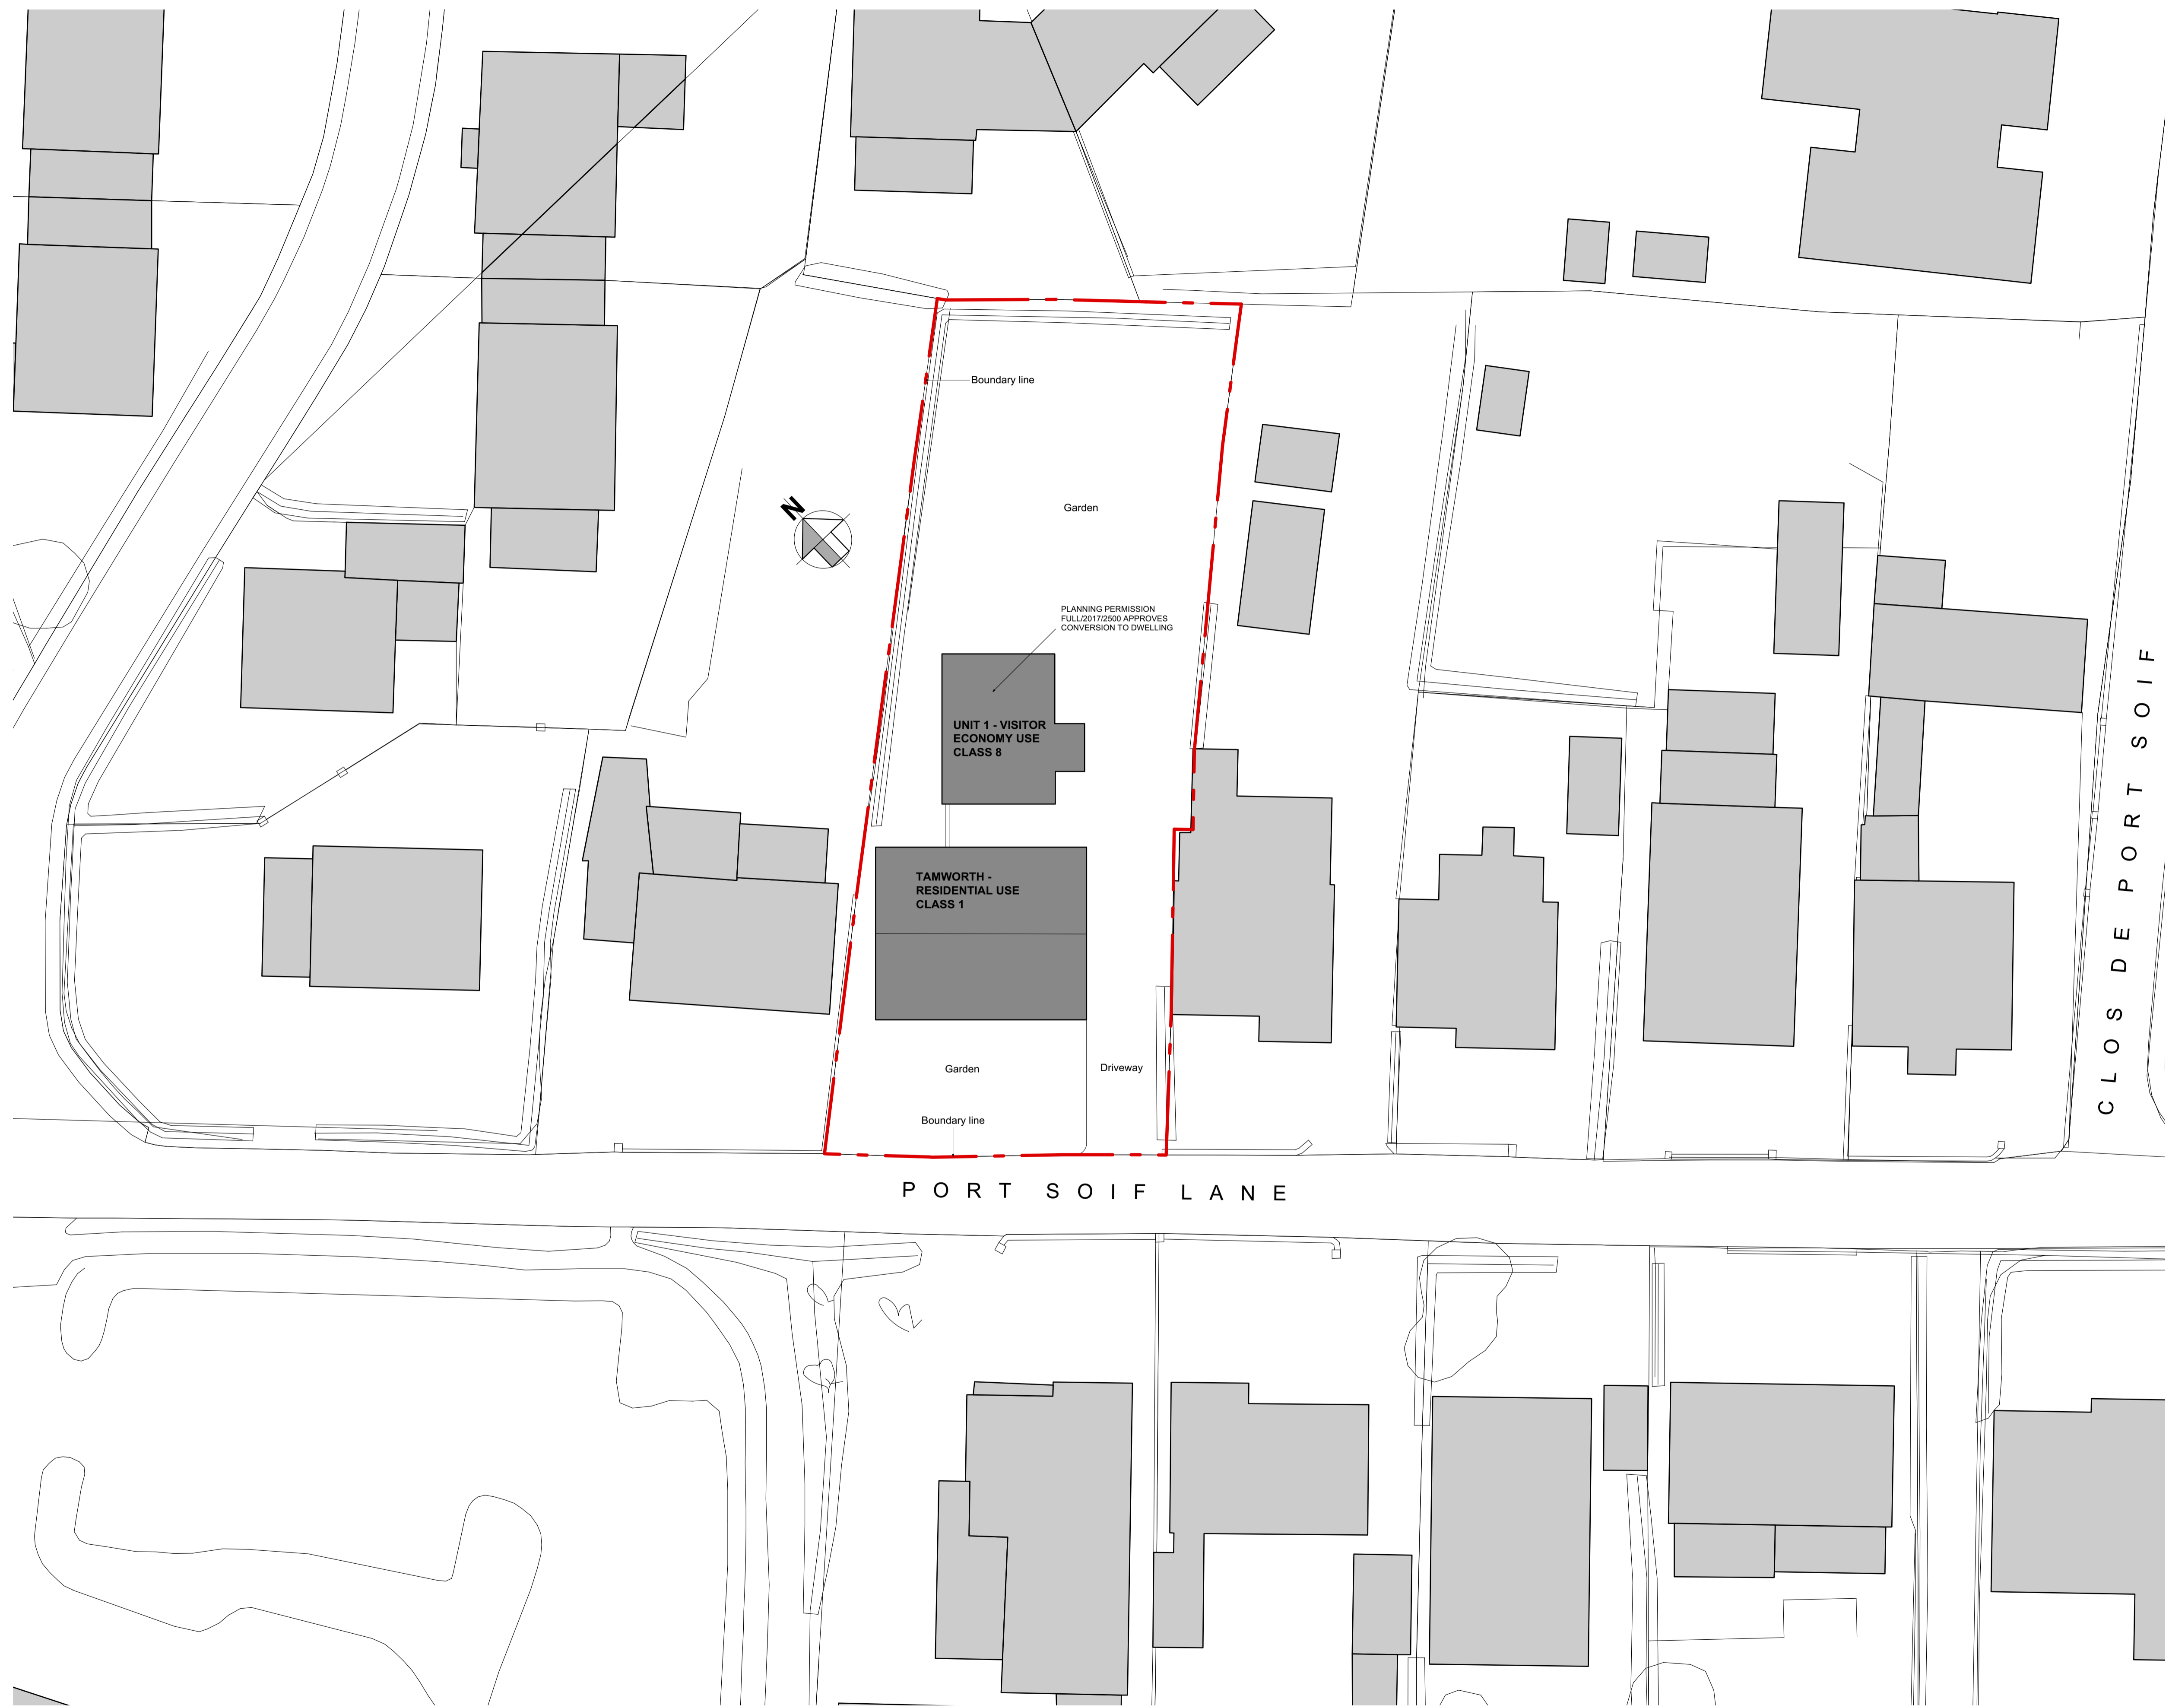 Boundary line
Garden
N
PLANNING PERMISSION
FULL/2017/2500 APPROVES
CONVERSION TO DWELLING
UNIT 1 - VISITOR
ECONOMY USE
CLASS 8
TAMWORTH -
RESIDENTIAL USE
CLASS 1
Garden
Driveway
Boundary line
PORT SOIF LANE
CLOS DE PORT SOIF